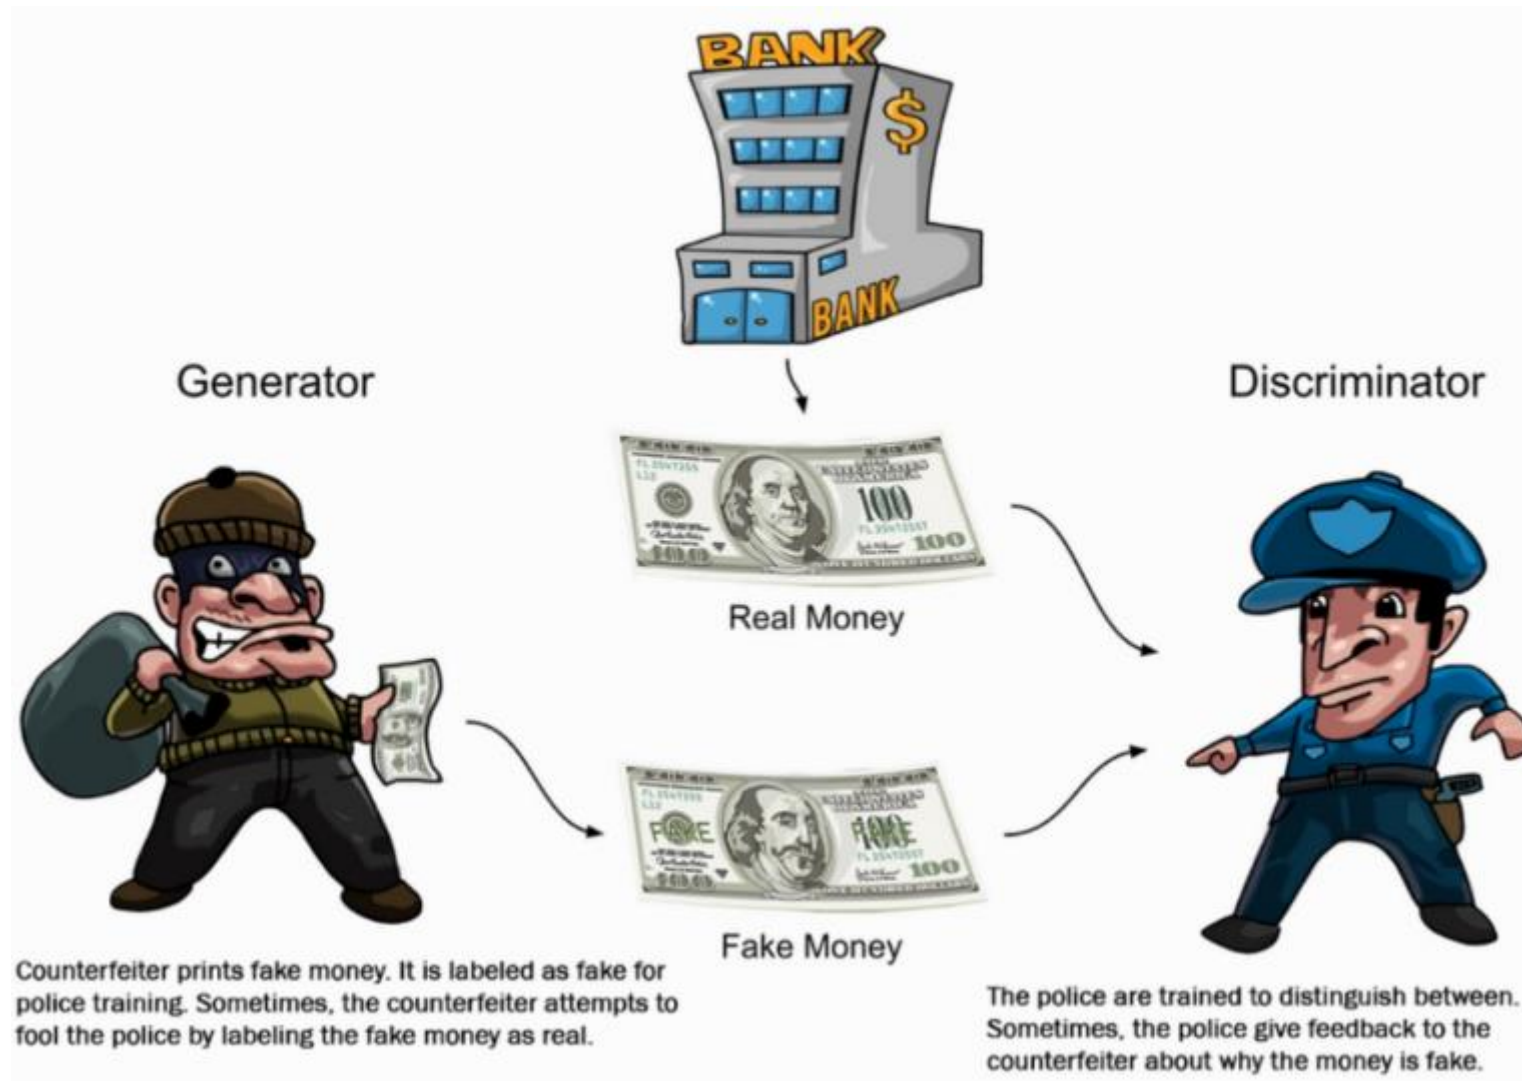 BANK
$
BANK
Generator
Discriminator
100
100
Real Money
FAKE
FAKE
100
100
Fake Money
Counterfeiter prints fake money. It is labeled as fake for
police training. Sometimes, the counterfeiter attempts to
fool the police by labeling the fake money as real.
The police are trained to distinguish between.
Sometimes, the police give feedback to the
counterfeiter about why the money is fake.